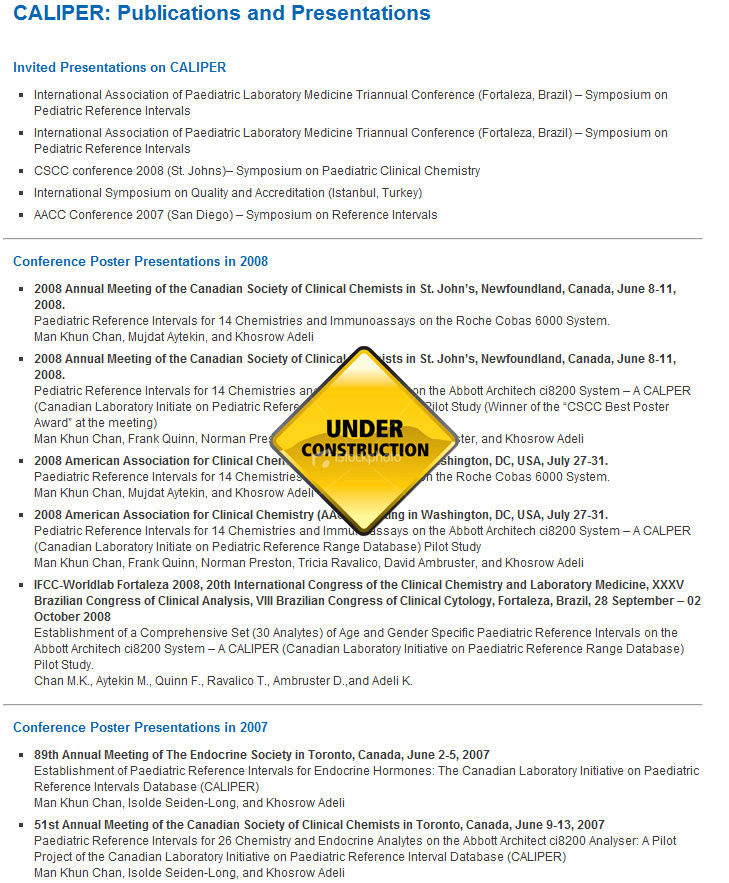 CALIPER: Publications and Presentations
Invited Presentations on CALIPER
International Association of Paediatric Laboratory Medicine Triannual Conference (Fortaleza, Brazil) – Symposium on
Pediatric Reference Intervals
International Association of Paediatric Laboratory Medicine Triannual Conference (Fortaleza, Brazil) – Symposium on
Pediatric Reference Intervals
CSCC conference 2008 (St. Johns)– Symposium on Paediatric Clinical Chemistry
International Symposium on Quality and Accreditation (Istanbul, Turkey)
AACC Conference 2007 (San Diego) – Symposium on Reference Intervals
Conference Poster Presentations in 2008
2008 Annual Meeting of the Canadian Society of Clinical Chemists in St. John's, Newfoundland, Canada, June 8-11,
2008.
Paediatric Reference Intervals for 14 Chemistries and Immunoassays on the Roche Cobas 6000 System.
Man Khun Chan, Mujdat Aytekin, and Khosrow Adeli
2008 Annual Meeting of the Canadian Society of Clinical in St. John's, Newfoundland, Canada, June 8-11,
2008.
Pediatric Reference Intervals for 14 Chemistries on the Abbott Architech ci8200 System – A CALIPER
(Canadian Laboratory Initiate on Pediatric Pilot Study (Winner of the “CSCC Best Poster
Award” at the meeting)
Man Khun Chan, Frank Quinn, Norman and Khosrow Adeli
UNDER
CONSTRUCTION
iStockphoto
2008 American Association for Clinical Washington, DC, USA, July 27-31.
Paediatric Reference Intervals for 14 Chemistries on the Roche Cobas 6000 System.
Man Khun Chan, Mujdat Aytekin, and Khosrow Adeli
2008 American Association for Clinical Chemistry in Washington, DC, USA, July 27-31.
Pediatric Reference Intervals for 14 Chemistries and on the Abbott Architech ci8200 System – A CALIPER
(Canadian Laboratory Initiate on Pediatric Reference Range Database) Pilot Study
Man Khun Chan, Frank Quinn, Norman Preston, Tricia Ravalico, David Ambruster, and Khosrow Adeli
IFCC-Worldlab Fortaleza 2008, 20th International Congress of the Clinical Chemistry and Laboratory Medicine, XXXV
Brazilian Congress of Clinical Analysis, VIII Brazilian Congress of Clinical Cytology, Fortaleza, Brazil, 28 September – 02
October 2008
Establishment of a Comprehensive Set (30 Analytes) of Age and Gender Specific Paediatric Reference Intervals on the
Abbott Architech ci8200 System – A CALIPER (Canadian Laboratory Initiative on Paediatric Reference Range Database)
Pilot Study.
Chan M.K., Aytekin M., Quinn F., Ravalico T., Ambruster D.,and Adeli K.
Conference Poster Presentations in 2007
89th Annual Meeting of The Endocrine Society in Toronto, Canada, June 2-5, 2007
Establishment of Paediatric Reference Intervals for Endocrine Hormones: The Canadian Laboratory Initiative on Paediatric
Reference Intervals Database (CALIPER)
Man Khun Chan, Isolde Seiden-Long, and Khosrow Adeli
51st Annual Meeting of the Canadian Society of Clinical Chemists in Toronto, Canada, June 9-13, 2007
Paediatric Reference Intervals for 26 Chemistry and Endocrine Analytes on the Abbott Architect ci8200 Analyser: A Pilot
Project of the Canadian Laboratory Initiative on Paediatric Reference Interval Database (CALIPER)
Man Khun Chan, Isolde Seiden-Long, and Khosrow Adeli